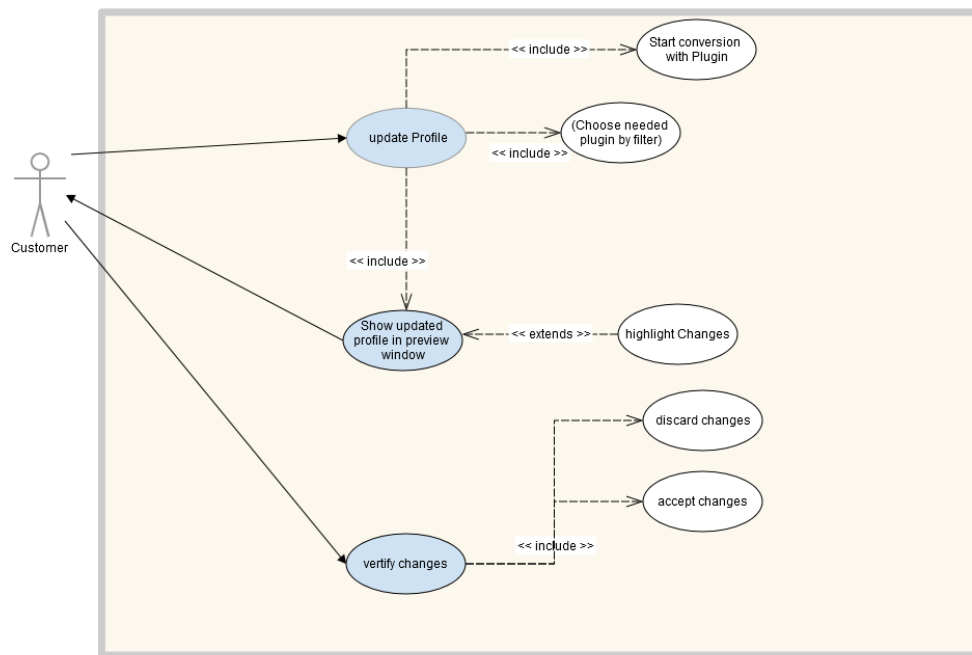 Start conversion
with Plugin
<< include >>
(Choose needed
plugin by filter)
update Profile
<< include >>
Customer
<< include >>
Show updated
profile in preview
window
<< extends >>
highlight Changes
discard changes
accept changes
<< include >>
vertify changes